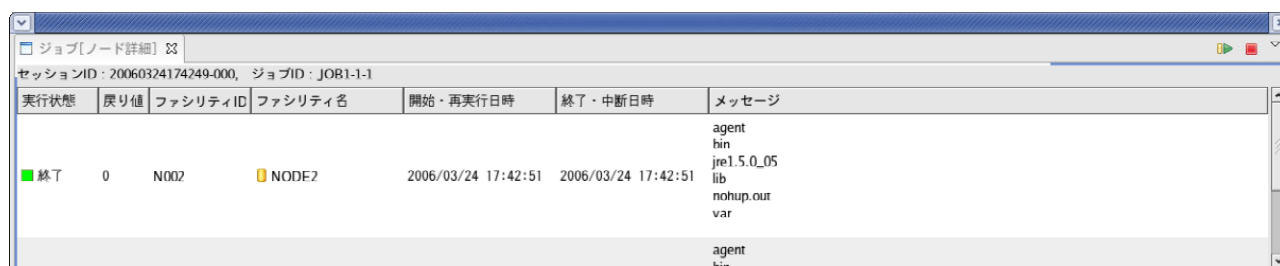 ジョブ[ノード詳細]
セッションID : 20060324174249-000, ジョブID : JOB1-1-1
実行状態 戻り値 ファシリティID ファシリティ名 開始・再実行日時 終了・中断日時 メッセージ
agent
bin
jre1.5.0_05
終了 0 N002 NODE2 2006/03/24 17:42:51 2006/03/24 17:42:51 lib
nohup.out
var
agent
bin